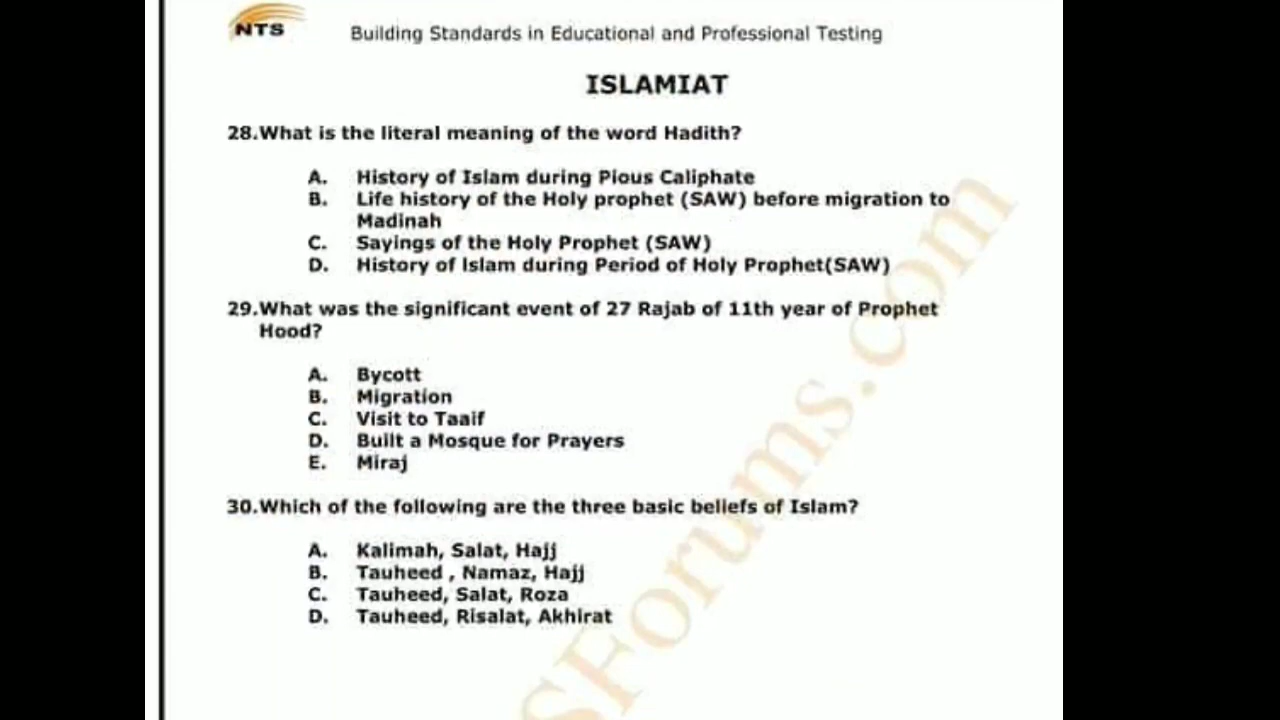 NTS
Building Standards in Educational and Professional Testing
ISLAMIAT
28.What is the literal meaning of the word Hadith?
A. History of Islam during Pious Caliphate
B. Life history of the Holy prophet (SAW) before migration to
Madinah
C. Sayings of the Holy Prophet (SAW)
D. History of Islam during Period of Holy Prophet(SAW)
29.What was the significant event of 27 Rajab of 11th year of Prophet
Hood?
A. Bycott
B. Migration
C. Visit to Taaif
D. Built a Mosque for Prayers
E. Miraj
30.Which of the following are the three basic beliefs of Islam?
A. Kalimah, Salat, Hajj
B. Tauheed , Namaz, Hajj
C. Tauheed, Salat, Roza
D. Tauheed, Risalat, Akhirat
SForums.com